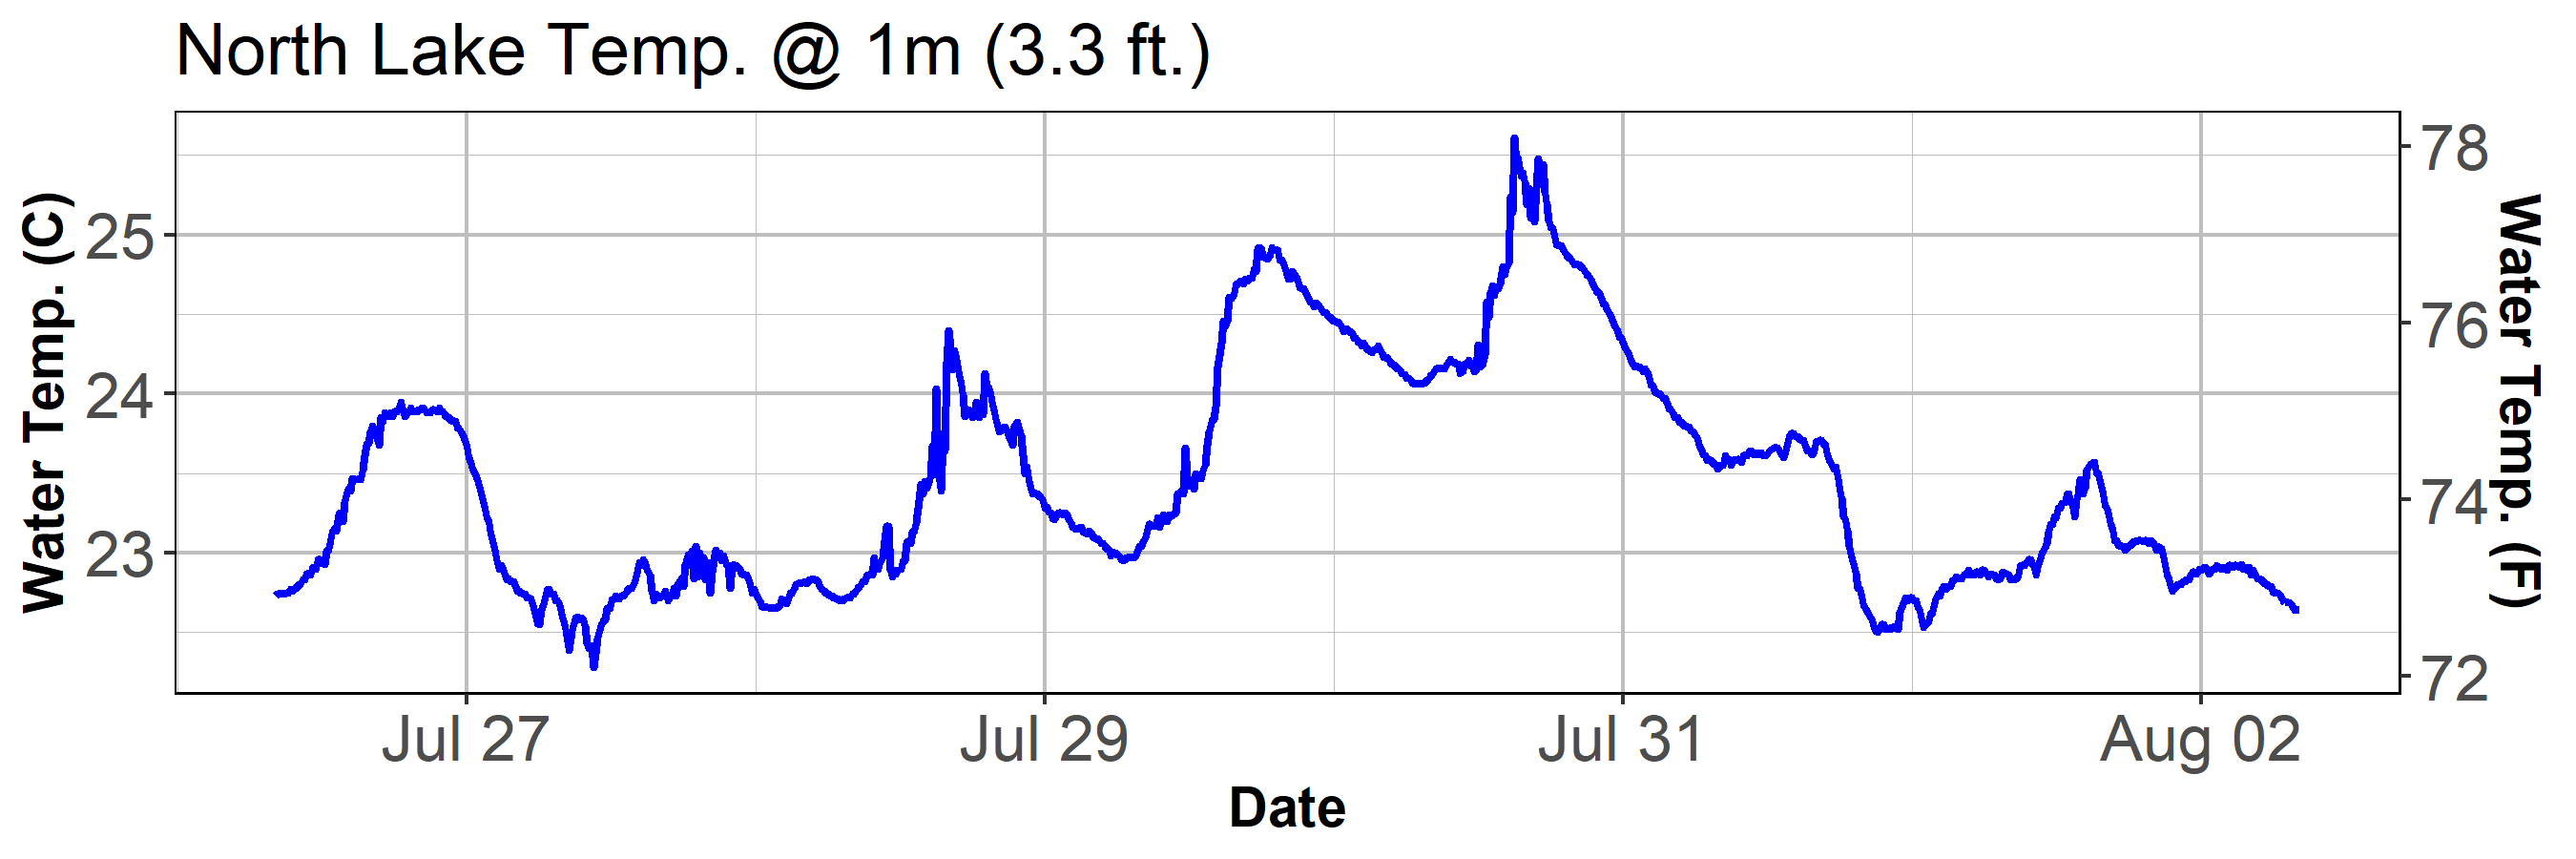 North Lake Temp. @ 1m (3.3 ft.)
Water Temp. (C)
25
24
23
78
76
74
72
Water Temp. (F)
Jul 27
Jul 29
Jul 31
Aug 02
Date